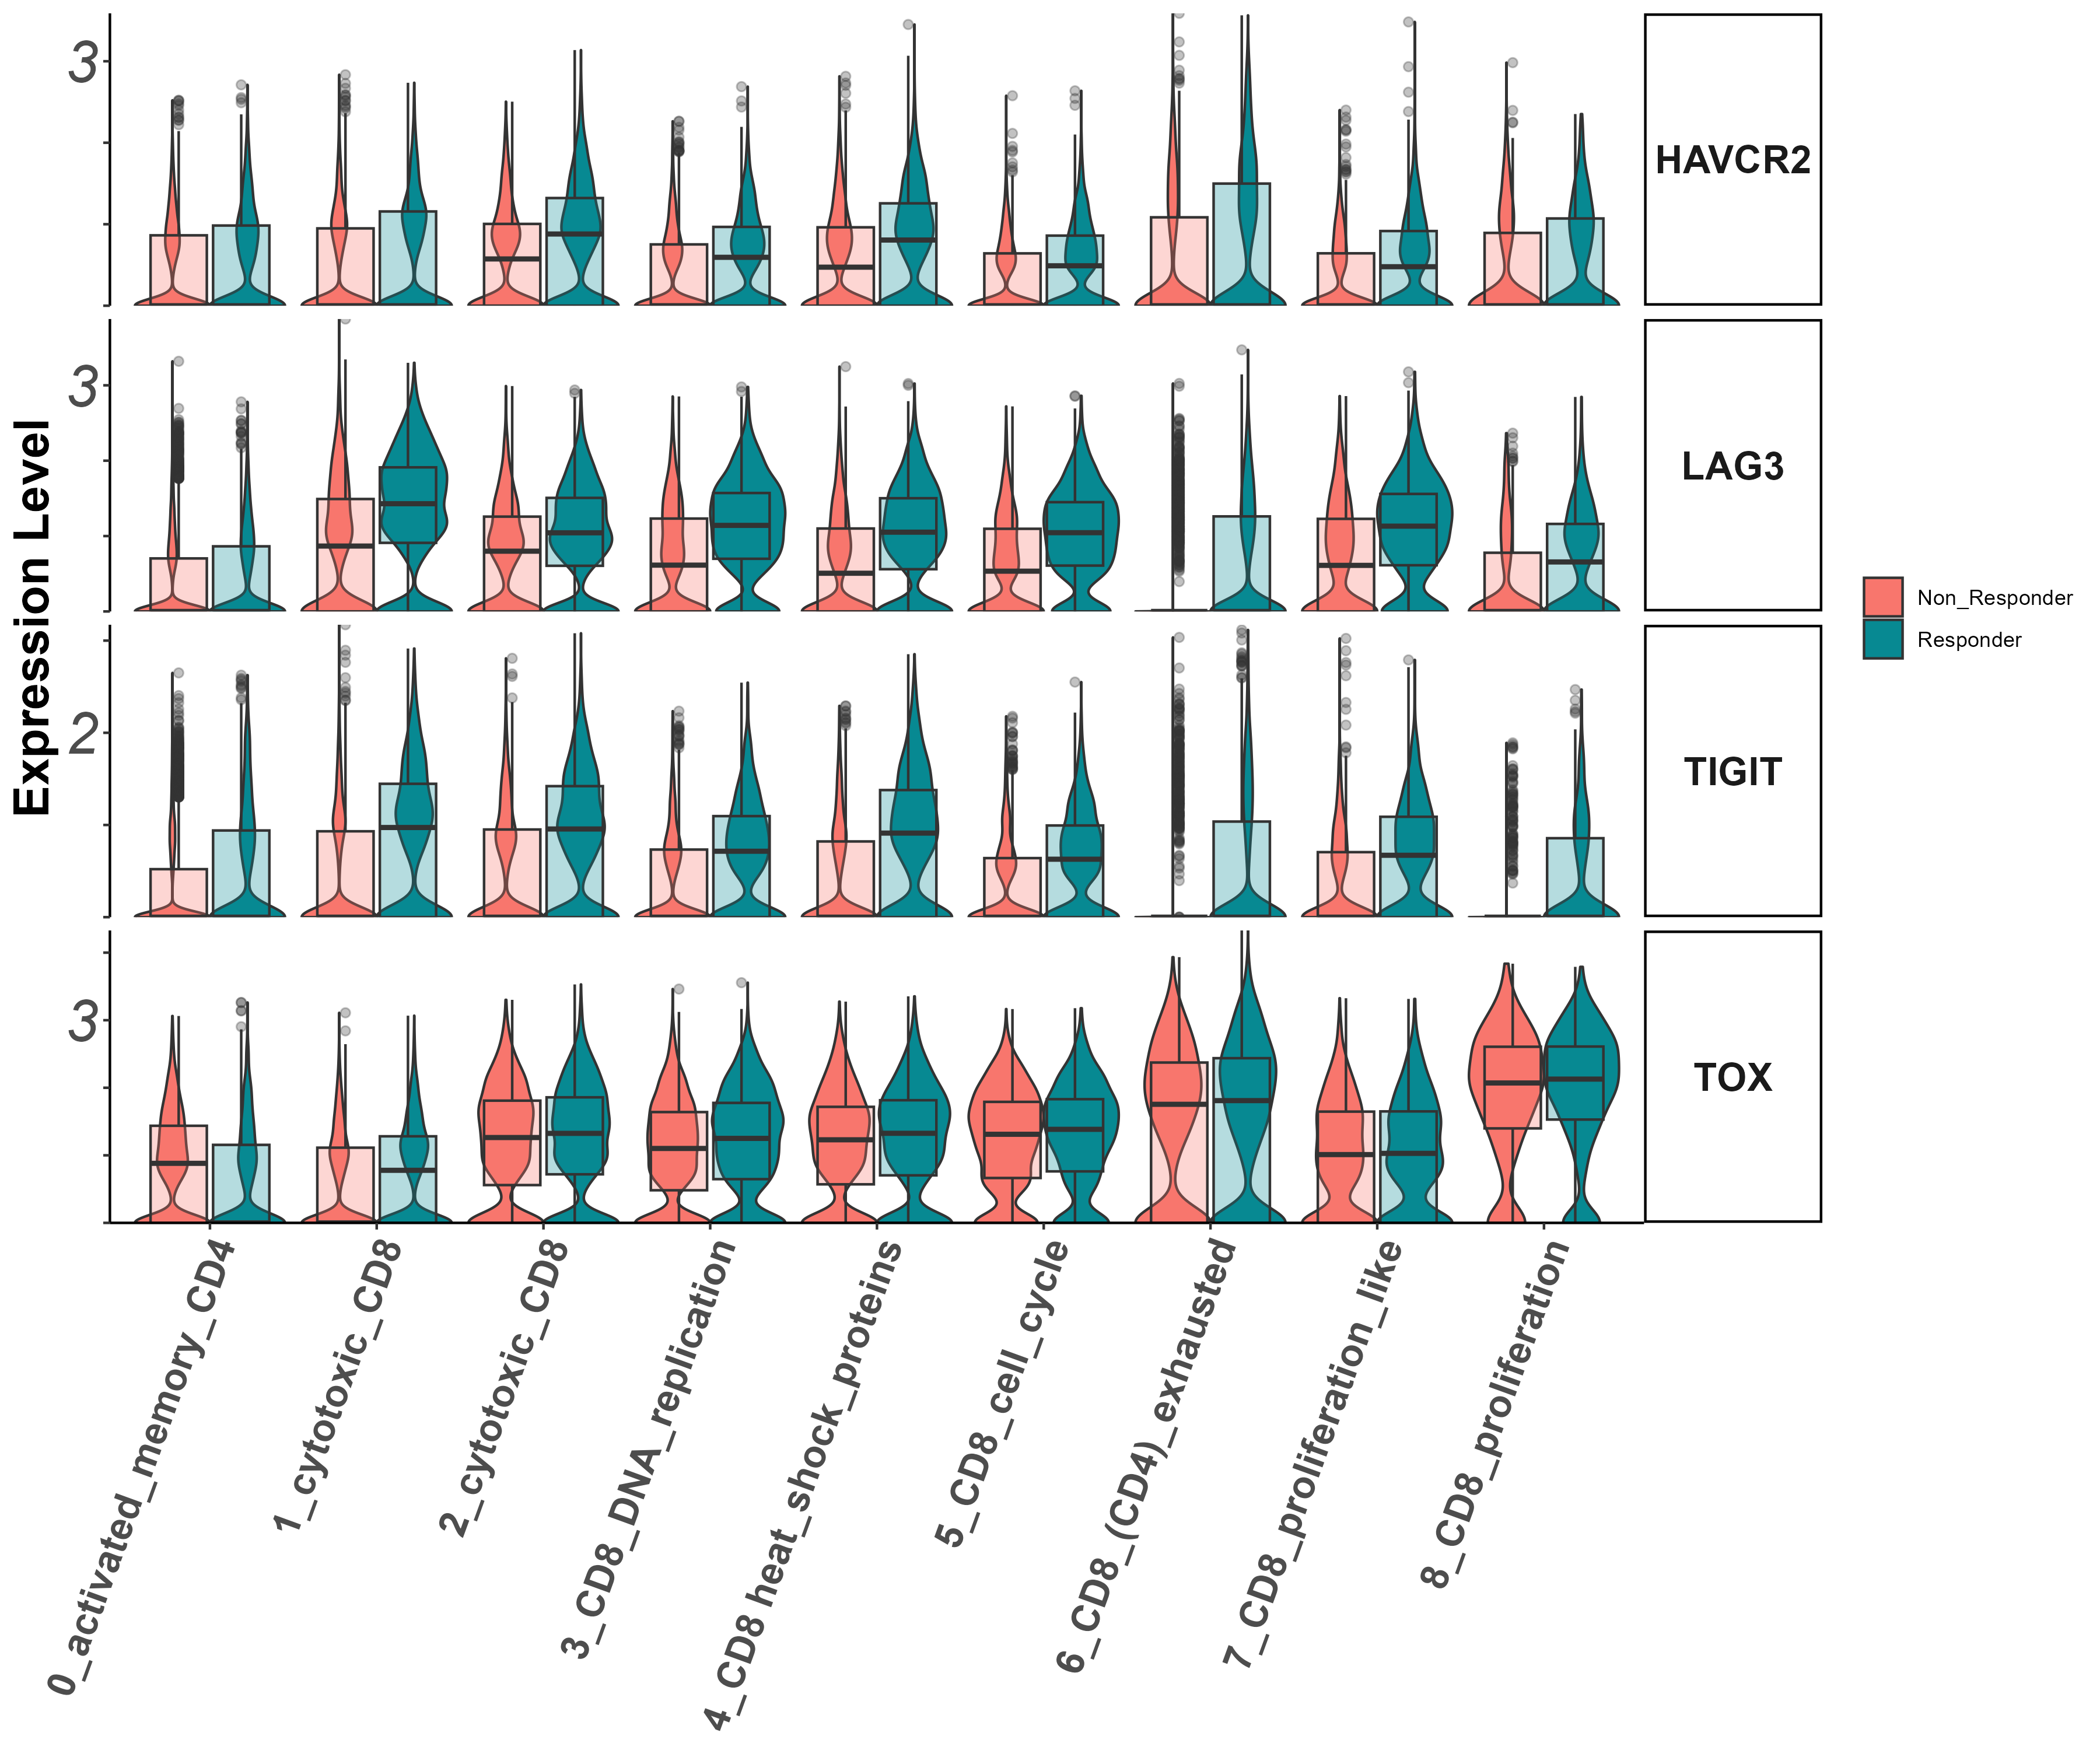 Expression Level
3
HAVCR2
3
LAG3
2
TIGIT
3
TOX
Non_Responder
Responder
0_activated_memory_CD4
1_cytotoxic_CD8
2_cytotoxic_CD8
3_CD8_DNA_replication
4_CD8 heat_shock_proteins
5_CD8_cell_cycle
6_CD8_(CD4)_exhausted
7_CD8_proliferation_like
8_CD8_proliferation